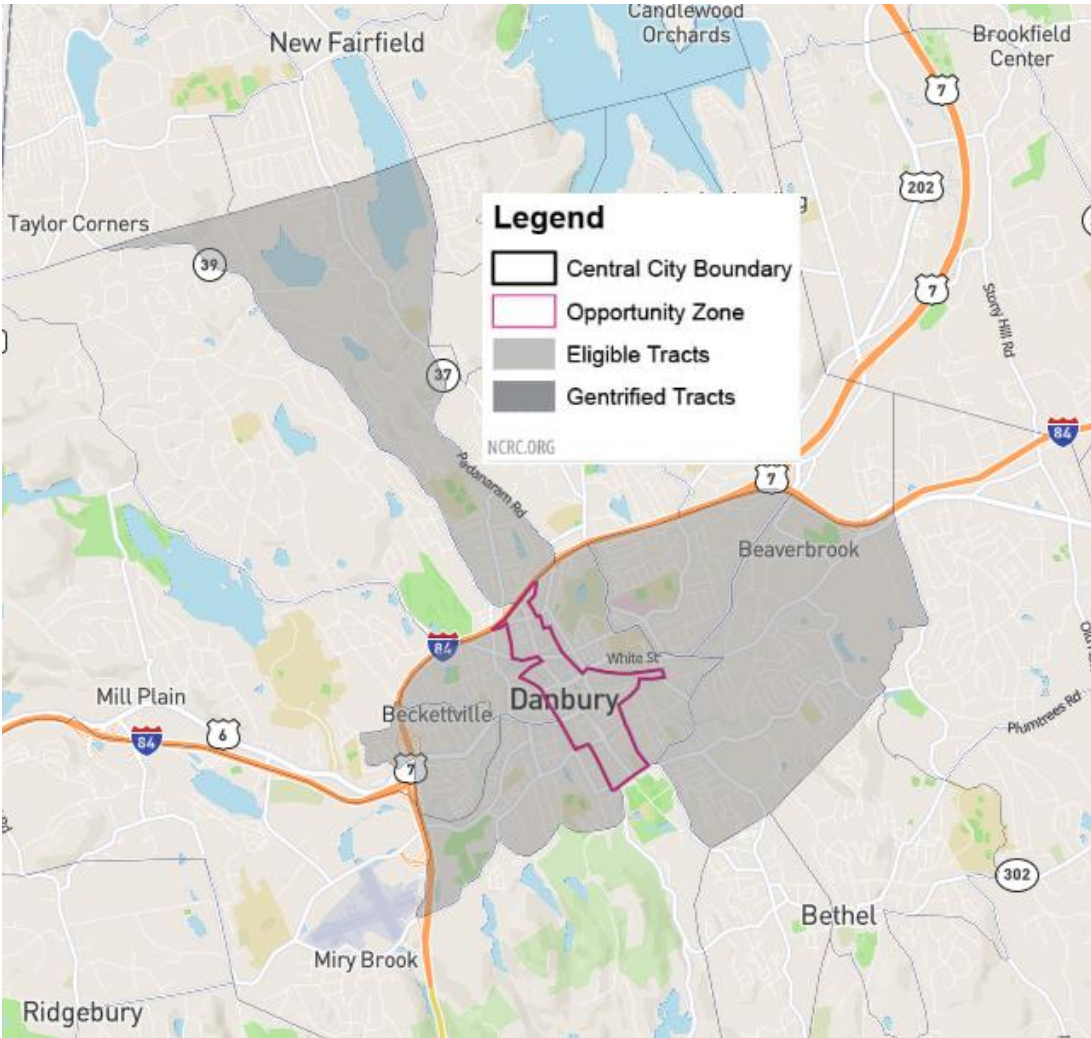 New Fairfield
Candlewood
Orchards
Brookfield
Center
7
202
Taylor Corners
39
Legend
Central City Boundary
Opportunity Zone
Eligible Tracts
Gentrified Tracts
NCRC.ORG
7
Stony Hill Rd
37
84
Padanaram Rd
7
Beaverbrook
84
White St
Mill Plain
Danbury
Beckettville
6
84
7
Plumtrees Rd
302
Bethel
Miry Brook
Ridgebury